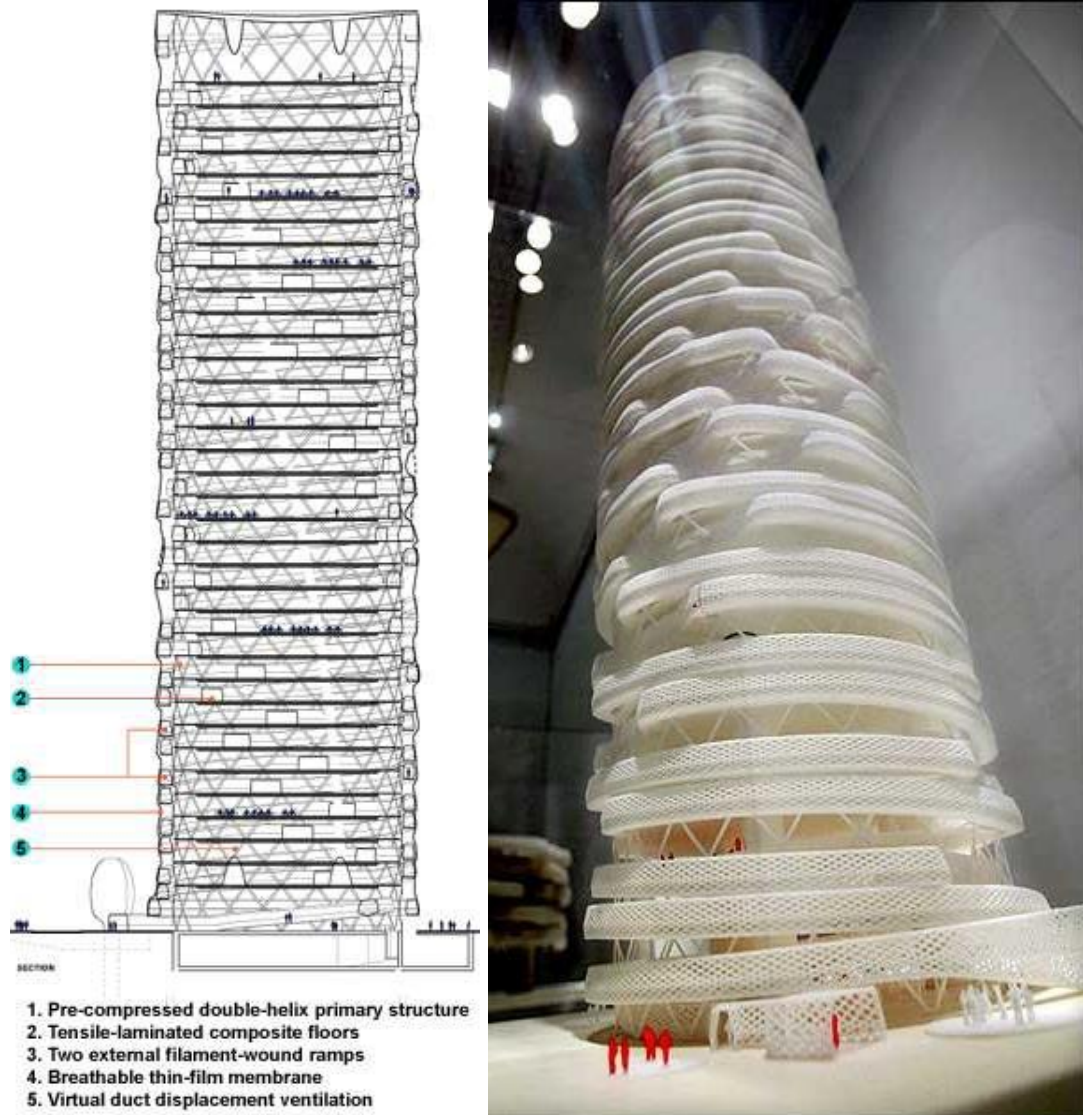 1
2
3
4
5
SECTION
1. Pre-compressed double-helix primary structure
2. Tensile-laminated composite floors
3. Two external filament-wound ramps
4. Breathable thin-film membrane
5. Virtual duct displacement ventilation